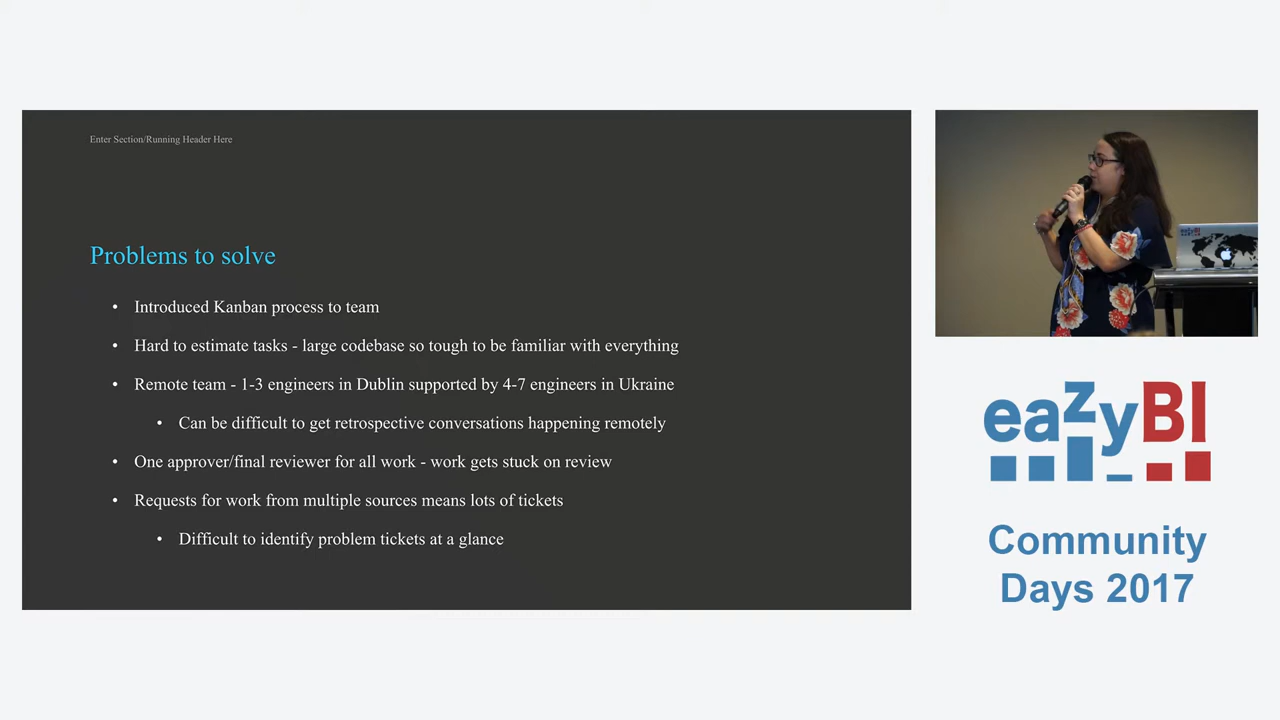 Enter Section/Running Header Here
Problems to solve
• Introduced Kanban process to team
• Hard to estimate tasks - large codebase so tough to be familiar with everything
• Remote team - 1-3 engineers in Dublin supported by 4-7 engineers in Ukraine
• Can be difficult to get retrospective conversations happening remotely
• One approver/final reviewer for all work - work gets stuck on review
• Requests for work from multiple sources means lots of tickets
• Difficult to identify problem tickets at a glance
eazyBI
eazyBI
Community
Days 2017